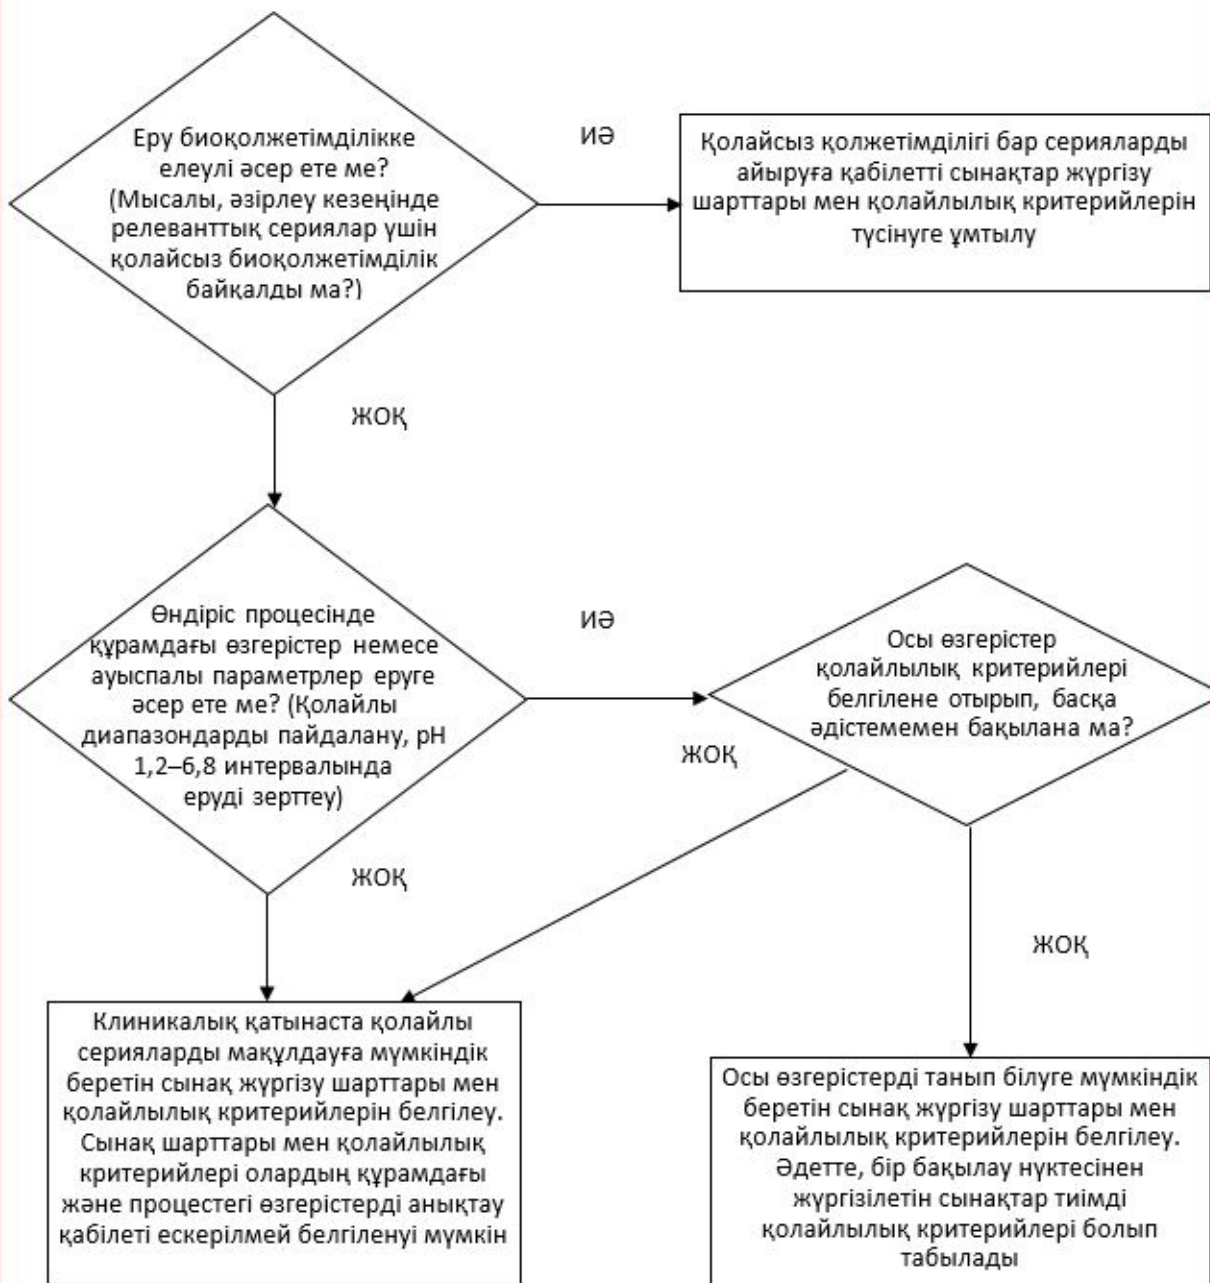 Еру биоқолжетімділікке
елеулі әсер ете ме?
(Мысалы, әзірлеу кезеңінде
релеванттық сериялар үшін
қолайсыз биоқолжетімділік
байқалды ма?)
ИӘ
Қолайсыз қолжетімділігі бар серияларды
айыруға қабілетті сынақтар жүргізу
шарттары мен қолайлылық критерийлерін
түсінуге ұмтылу
ЖОҚ
Өндіріс процесінде
құрамдағы өзгерістер немесе
ауыспалы параметрлер еруге
әсер ете ме? (Қолайлы
диапазондарды пайдалану, рН
1,2–6,8 интервалында
еруді зерттеу)
ИӘ
Осы өзгерістер
қолайлылық критерийлері
белгілене отырып, басқа
әдістемемен бақылана ма?
ЖОҚ
ЖОҚ
ЖОҚ
Клиникалық қатынаста қолайлы
серияларды мақұлдауға мүмкіндік
беретін сынақ жүргізу шарттары мен
қолайлылық критерийлерін белгілеу.
Сынақ шарттары мен қолайлылық
критерийлері олардың құрамдағы
және процестегі өзгерістерді анықтау
қабілеті ескерілмей белгіленуі мүмкін
Осы өзгерістерді танып білуге мүмкіндік
беретін сынақ жүргізу шарттары мен
қолайлылық критерийлерін белгілеу.
Әдетте, бір бақылау нүктесінен
жүргізілетін сынақтар тиімді
қолайлылық критерийлері болып
табылады